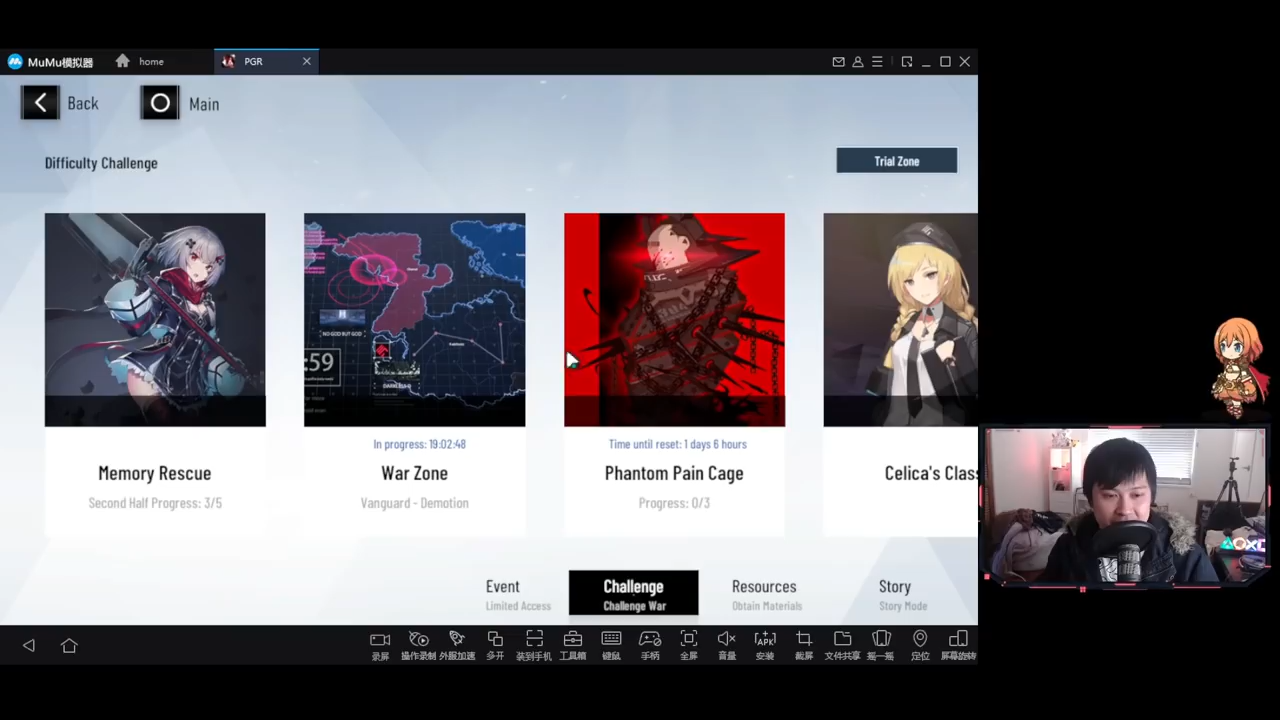 MuMu模拟器
home
PGR
Back
Main
Difficulty Challenge
Trial Zone
:59
NO GOD BUT GOD!
In progress: 19:02:48
Time until reset: 1 days 6 hours
Memory Rescue
War Zone
Phantom Pain Cage
Celica's Clas
Second Half Progress: 3/5
Vanguard - Demotion
Progress: 0/3
Event
Limited Access
Challenge
Challenge War
Resources
Obtain Materials
Story
Story Mode
录屏
操作录制
外服加速
多开
装到手机
工具箱
键鼠
手柄
全屏
音量
APK
安装
截屏
文件共享
摇一摇
定位
屏幕旋转